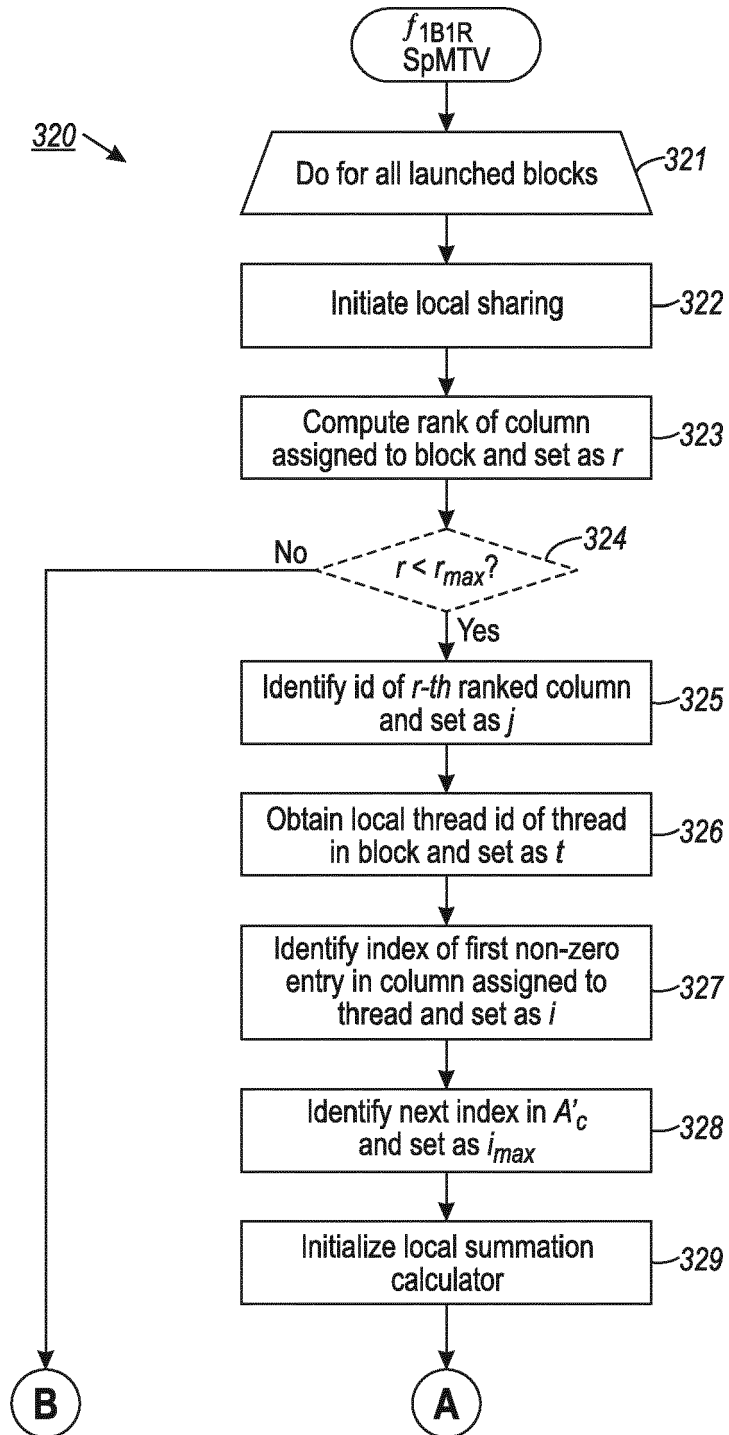 f1B1R
SpMTV
320
Do for all launched blocks
321
Initiate local sharing
322
Compute rank of column
assigned to block and set as r
323
No
r < rmax?
324
Yes
Identify id of r-th ranked column
and set as j
325
Obtain local thread id of thread
in block and set as t
326
Identify index of first non-zero
entry in column assigned to
thread and set as i
327
Identify next index in A'c
and set as imax
328
Initialize local summation
calculator
329
B
A